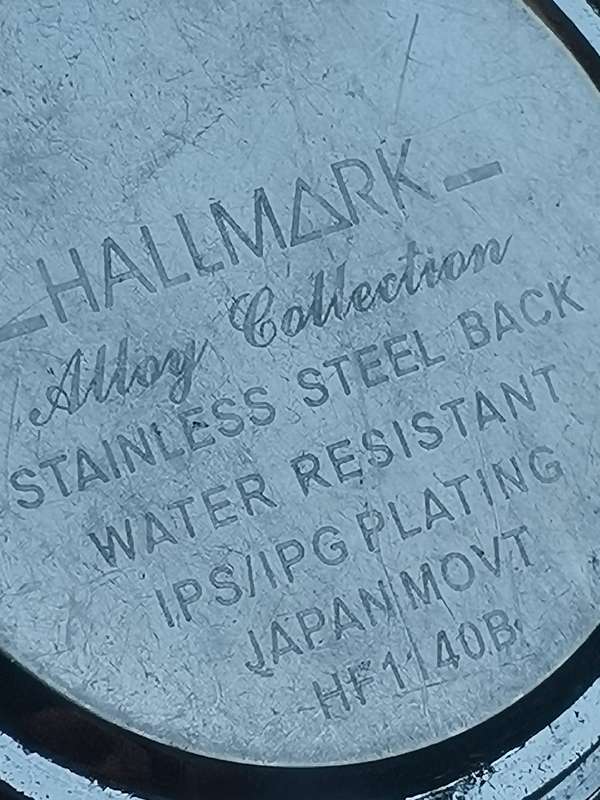 HALLMARK
Alloy Collection
STAINLESS STEEL BACK
WATER RESISTANT
IPS/IPG PLATING
JAPAN MOVT
HF1140B